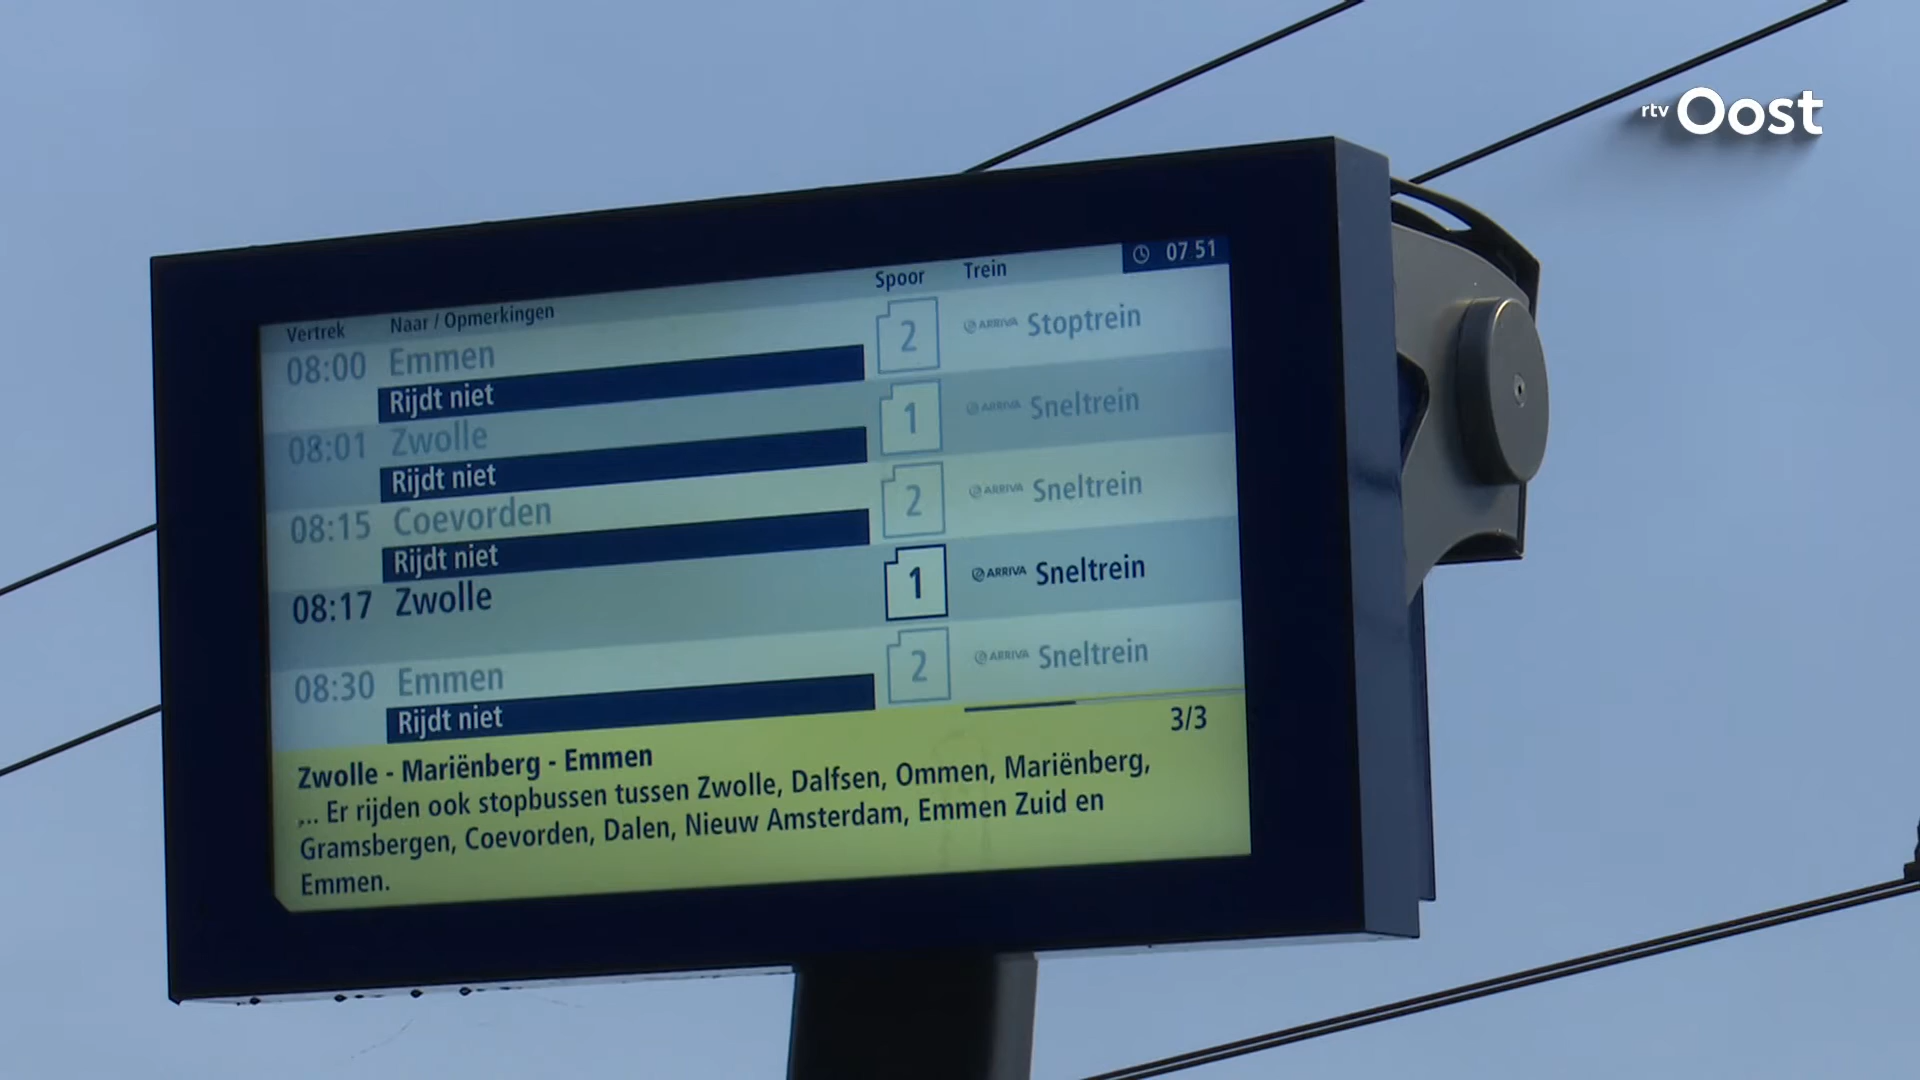 rtv Oost
07 51
Vertrek Naar / Opmerkingen Spoor Trein
08:00 Emmen 2 ARRIVA Stoptrein
Rijdt niet
08:01 Zwolle 1 ARRIVA Sneltrein
Rijdt niet
08:15 Coevorden 2 ARRIVA Sneltrein
Rijdt niet
08:17 Zwolle 1 ARRIVA Sneltrein
08:30 Emmen 2 ARRIVA Sneltrein
Rijdt niet
3/3
Zwolle - Mariënberg - Emmen
... Er rijden ook stopbussen tussen Zwolle, Dalfsen, Ommen, Mariënberg,
Gramsbergen, Coevorden, Dalen, Nieuw Amsterdam, Emmen Zuid en
Emmen.